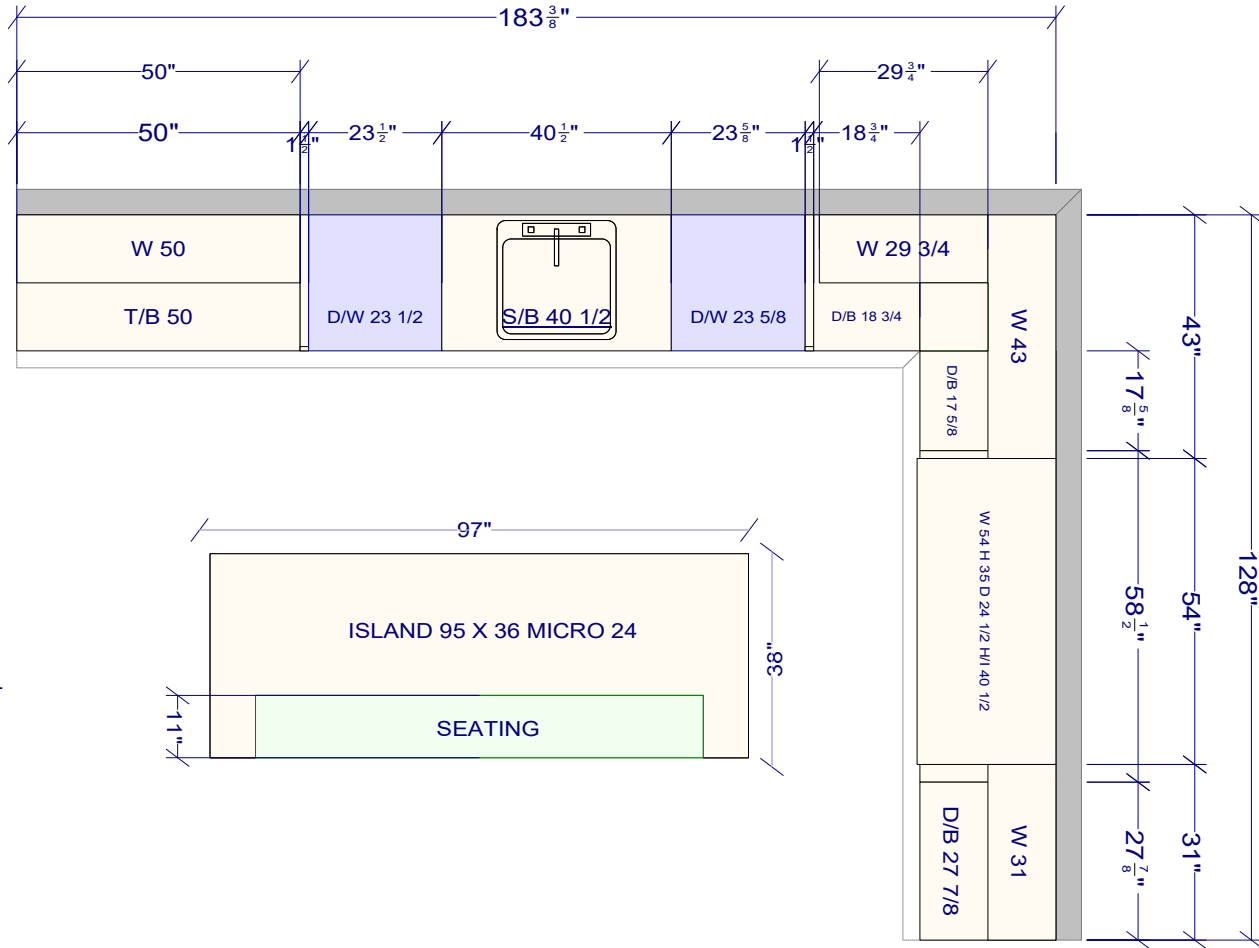 183 3/8"
50"
29 3/4"
50"
1 1/2"
23 1/2"
40 1/2"
23 5/8"
1 1/2"
18 3/4"
W 50
W 29 3/4
T/B 50
D/W 23 1/2
S/B 40 1/2
D/W 23 5/8
D/B 18 3/4
W 43
43"
D/B 17 5/8
17 5/8"
97"
W 54 H 35 D 24 1/2 H/I 40 1/2
58 1/2"
54"
128"
ISLAND 95 X 36 MICRO 24
38"
11"
SEATING
D/B 27 7/8
W 31
27 7/8"
31"